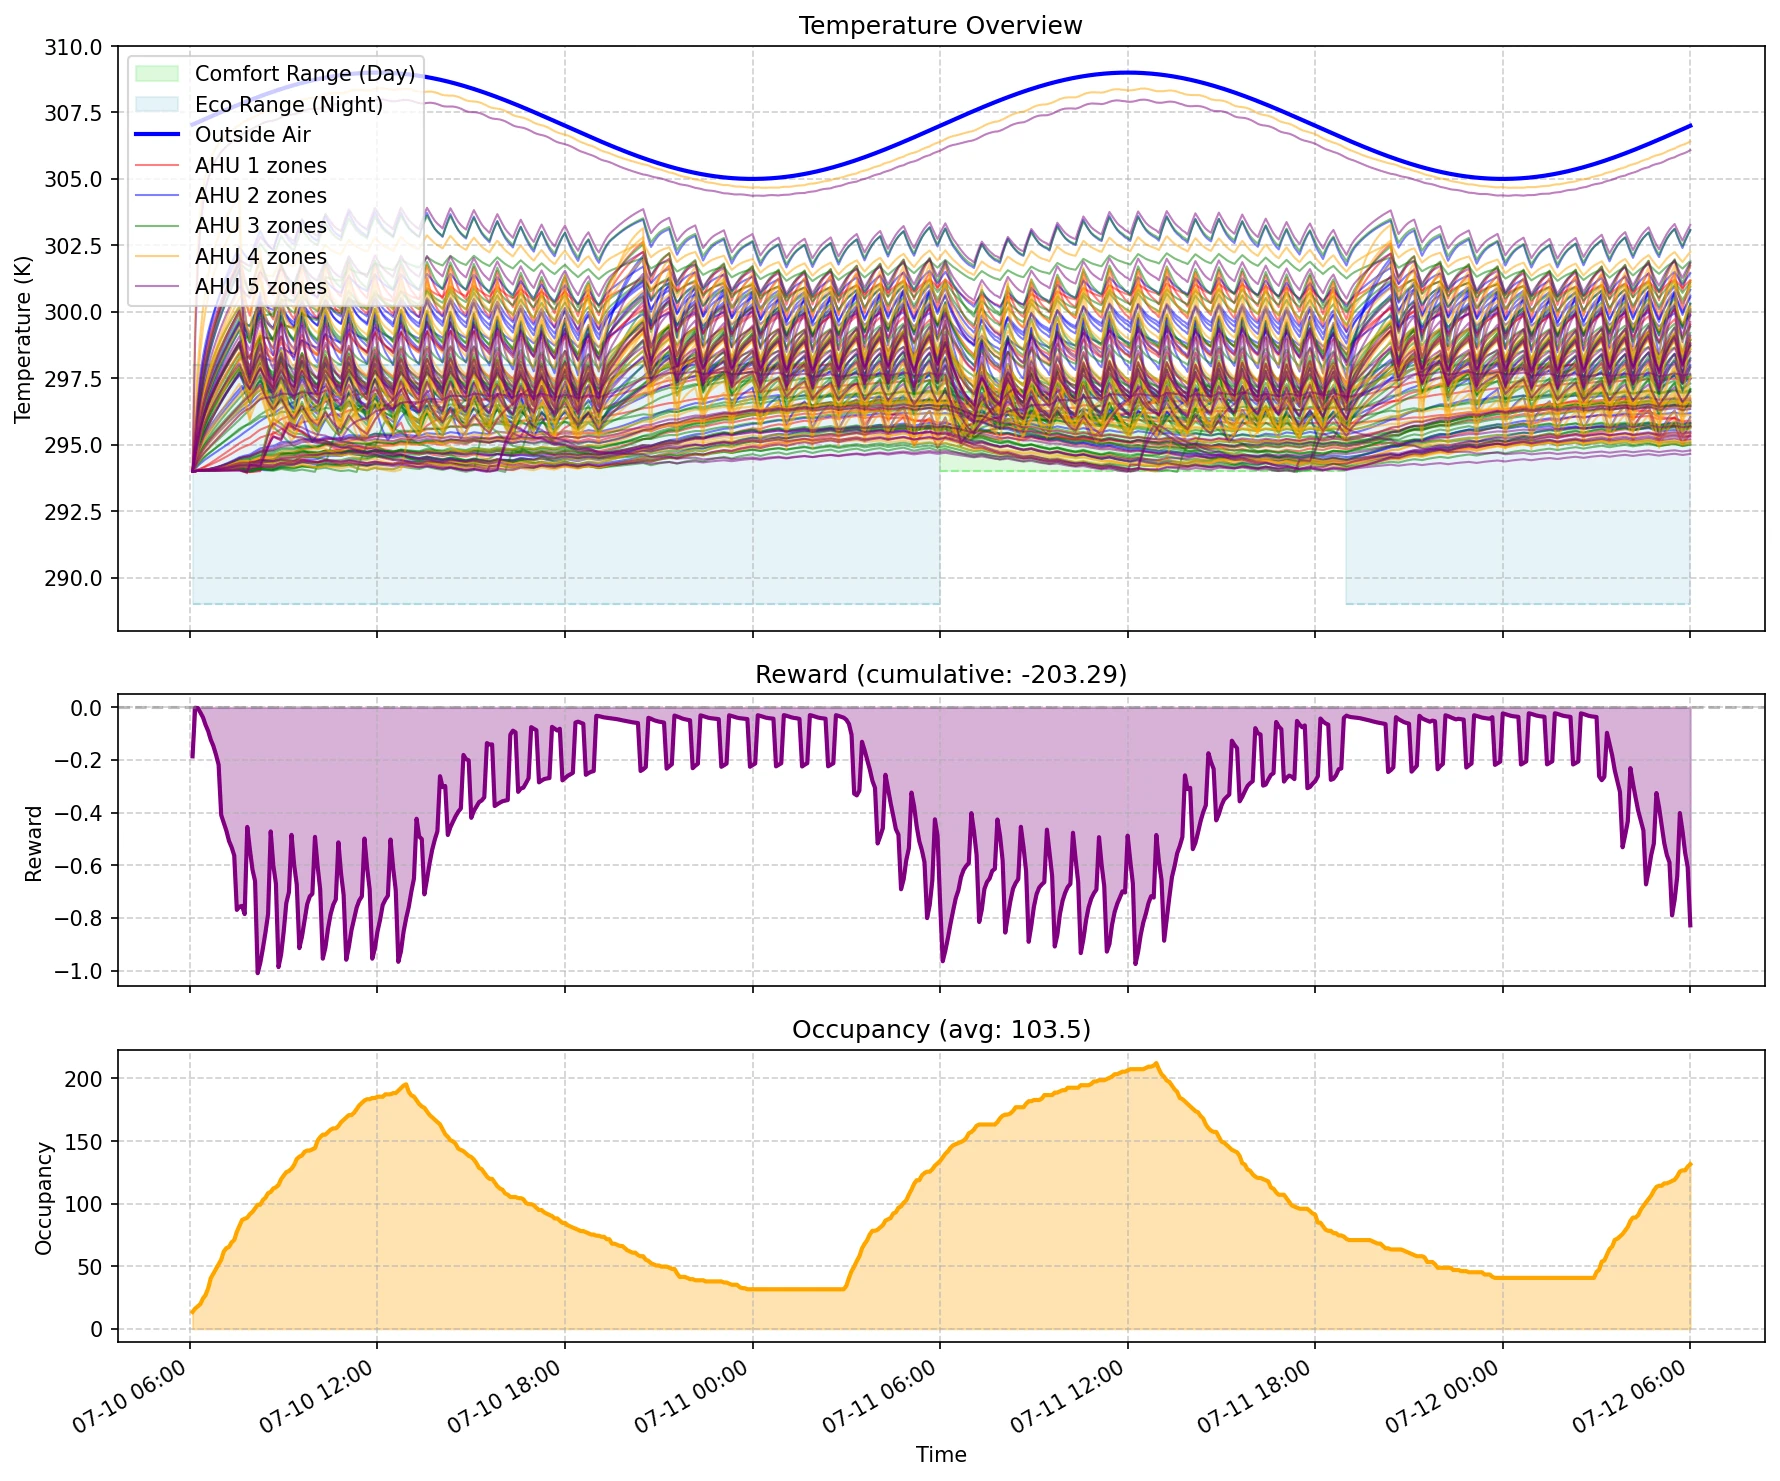 Temperature Overview
310.0
307.5
305.0
302.5
300.0
297.5
295.0
292.5
290.0
Temperature (K)
Comfort Range (Day)
Eco Range (Night)
Outside Air
AHU 1 zones
AHU 2 zones
AHU 3 zones
AHU 4 zones
AHU 5 zones
Reward (cumulative: -203.29)
0.0
−0.2
−0.4
−0.6
−0.8
−1.0
Reward
Occupancy (avg: 103.5)
200
150
100
50
0
Occupancy
07-10 06:00
07-10 12:00
07-10 18:00
07-11 00:00
07-11 06:00
07-11 12:00
07-11 18:00
07-12 00:00
07-12 06:00
Time